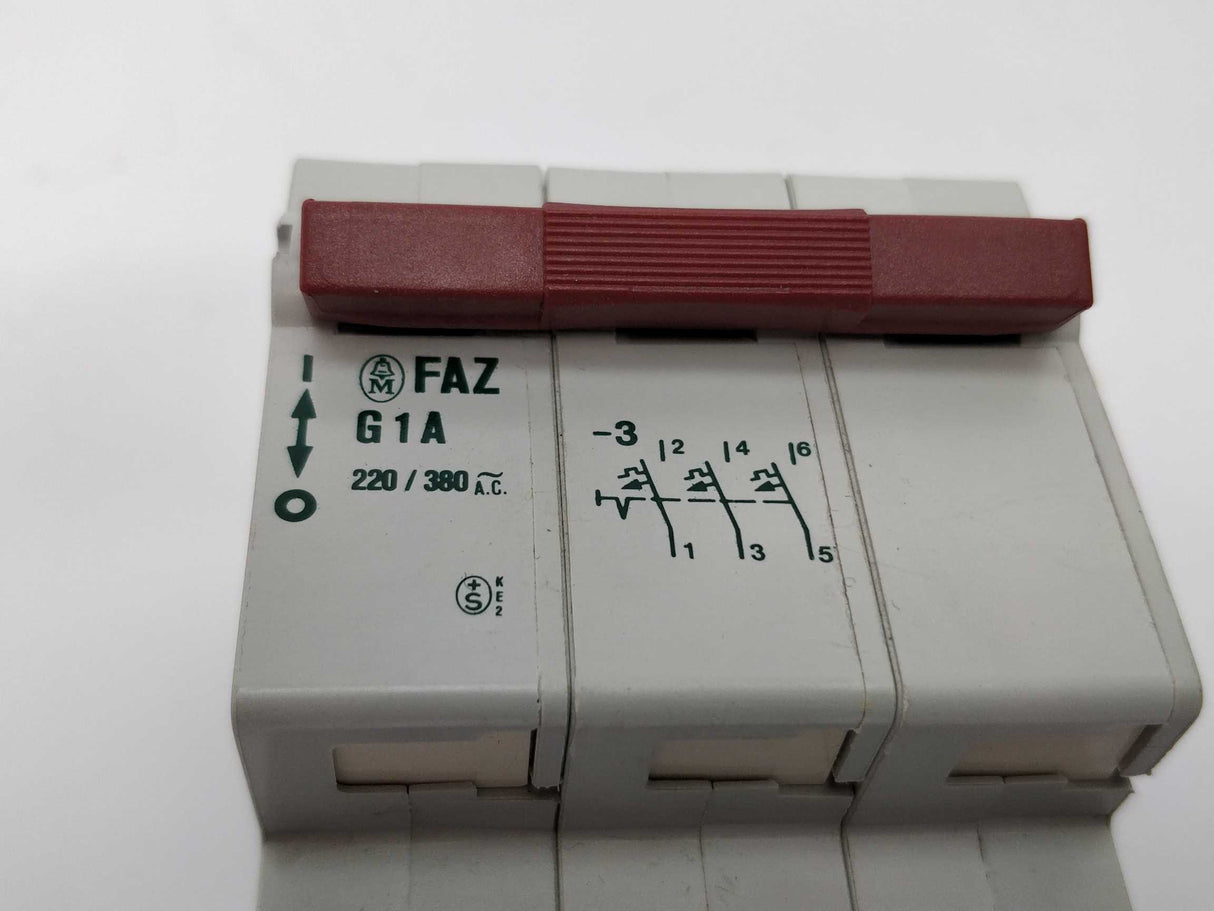 I
M FAZ
G 1 A
220 / 380 A.C.
O
+S KE2
-3
2 4 6
1 3 5